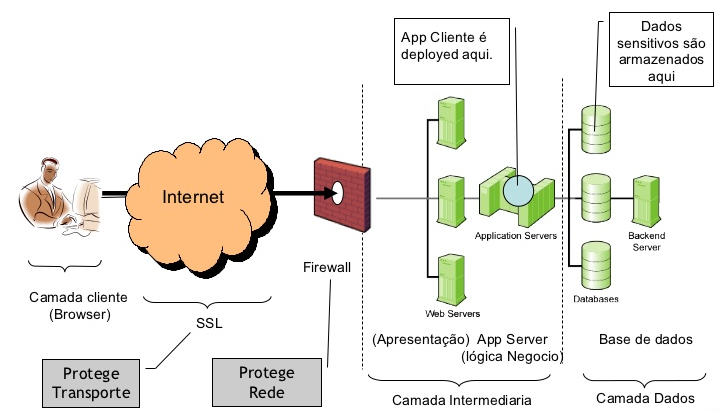 App Cliente é
deployed aqui.
Dados
sensitivos são
armazenados
aqui
Internet
Application Servers
Backend
Server
Firewall
Camada cliente
(Browser)
SSL
Web Servers
Databases
(Apresentação)
App Server
(lógica Negocio)
Base de dados
Protege
Transporte
Protege
Rede
Camada Intermediaria
Camada Dados